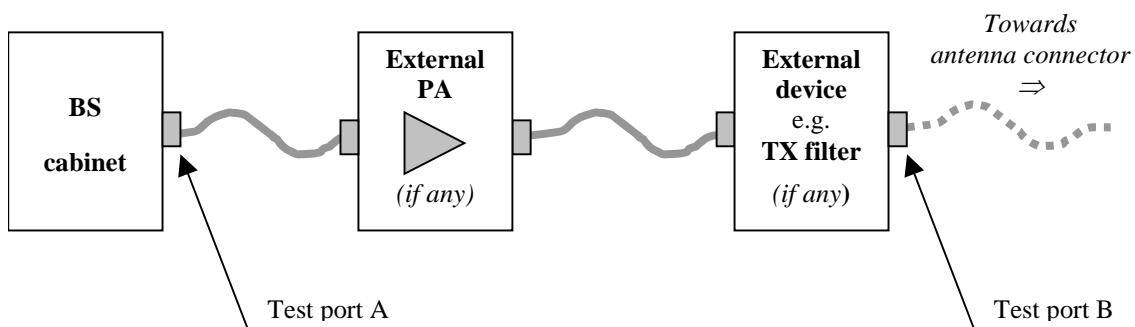 BS
cabinet
External
PA
(if any)
External
device
e.g.
TX filter
(if any)
Towards
antenna connector
⇒
Test port A
Test port B